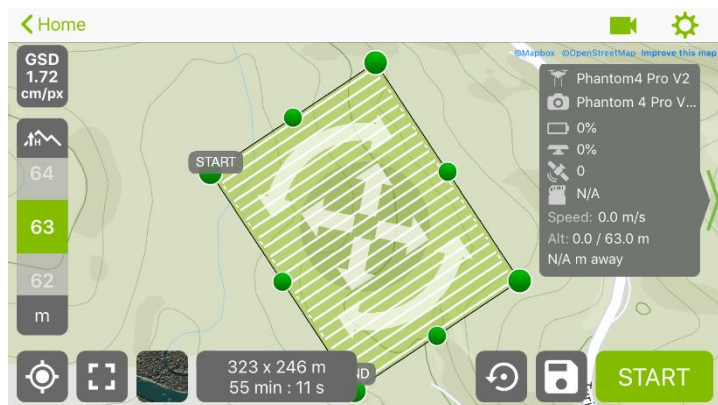 Home
©Mapbox ©OpenStreetMap Improve this map
GSD
1.72
cm/px
H
64
63
62
m
START
Phantom4 Pro V2
Phantom 4 Pro V...
0%
0%
0
N/A
Speed: 0.0 m/s
Alt: 0.0 / 63.0 m
N/A m away
323 x 246 m
55 min : 11 s
ND
START